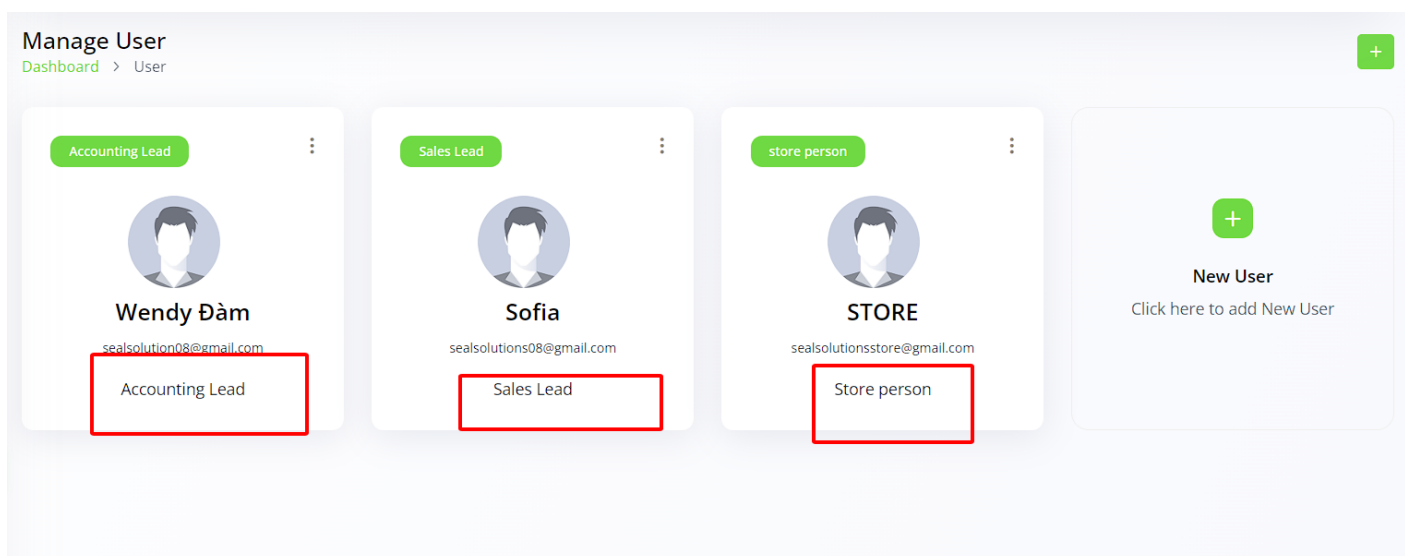 Manage User
Dashboard > User
+
Accounting Lead
Wendy Đàm
sealsolution08@gmail.com
Accounting Lead
Sales Lead
Sofia
sealsolutions08@gmail.com
Sales Lead
store person
STORE
sealsolutionsstore@gmail.com
Store person
+
New User
Click here to add New User